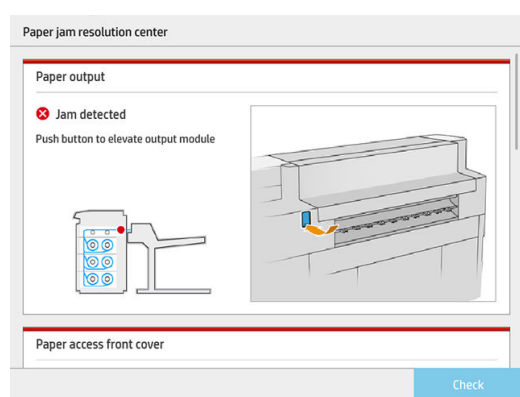 Paper jam resolution center
Paper output
Jam detected
Push button to elevate output module
Paper access front cover
Check